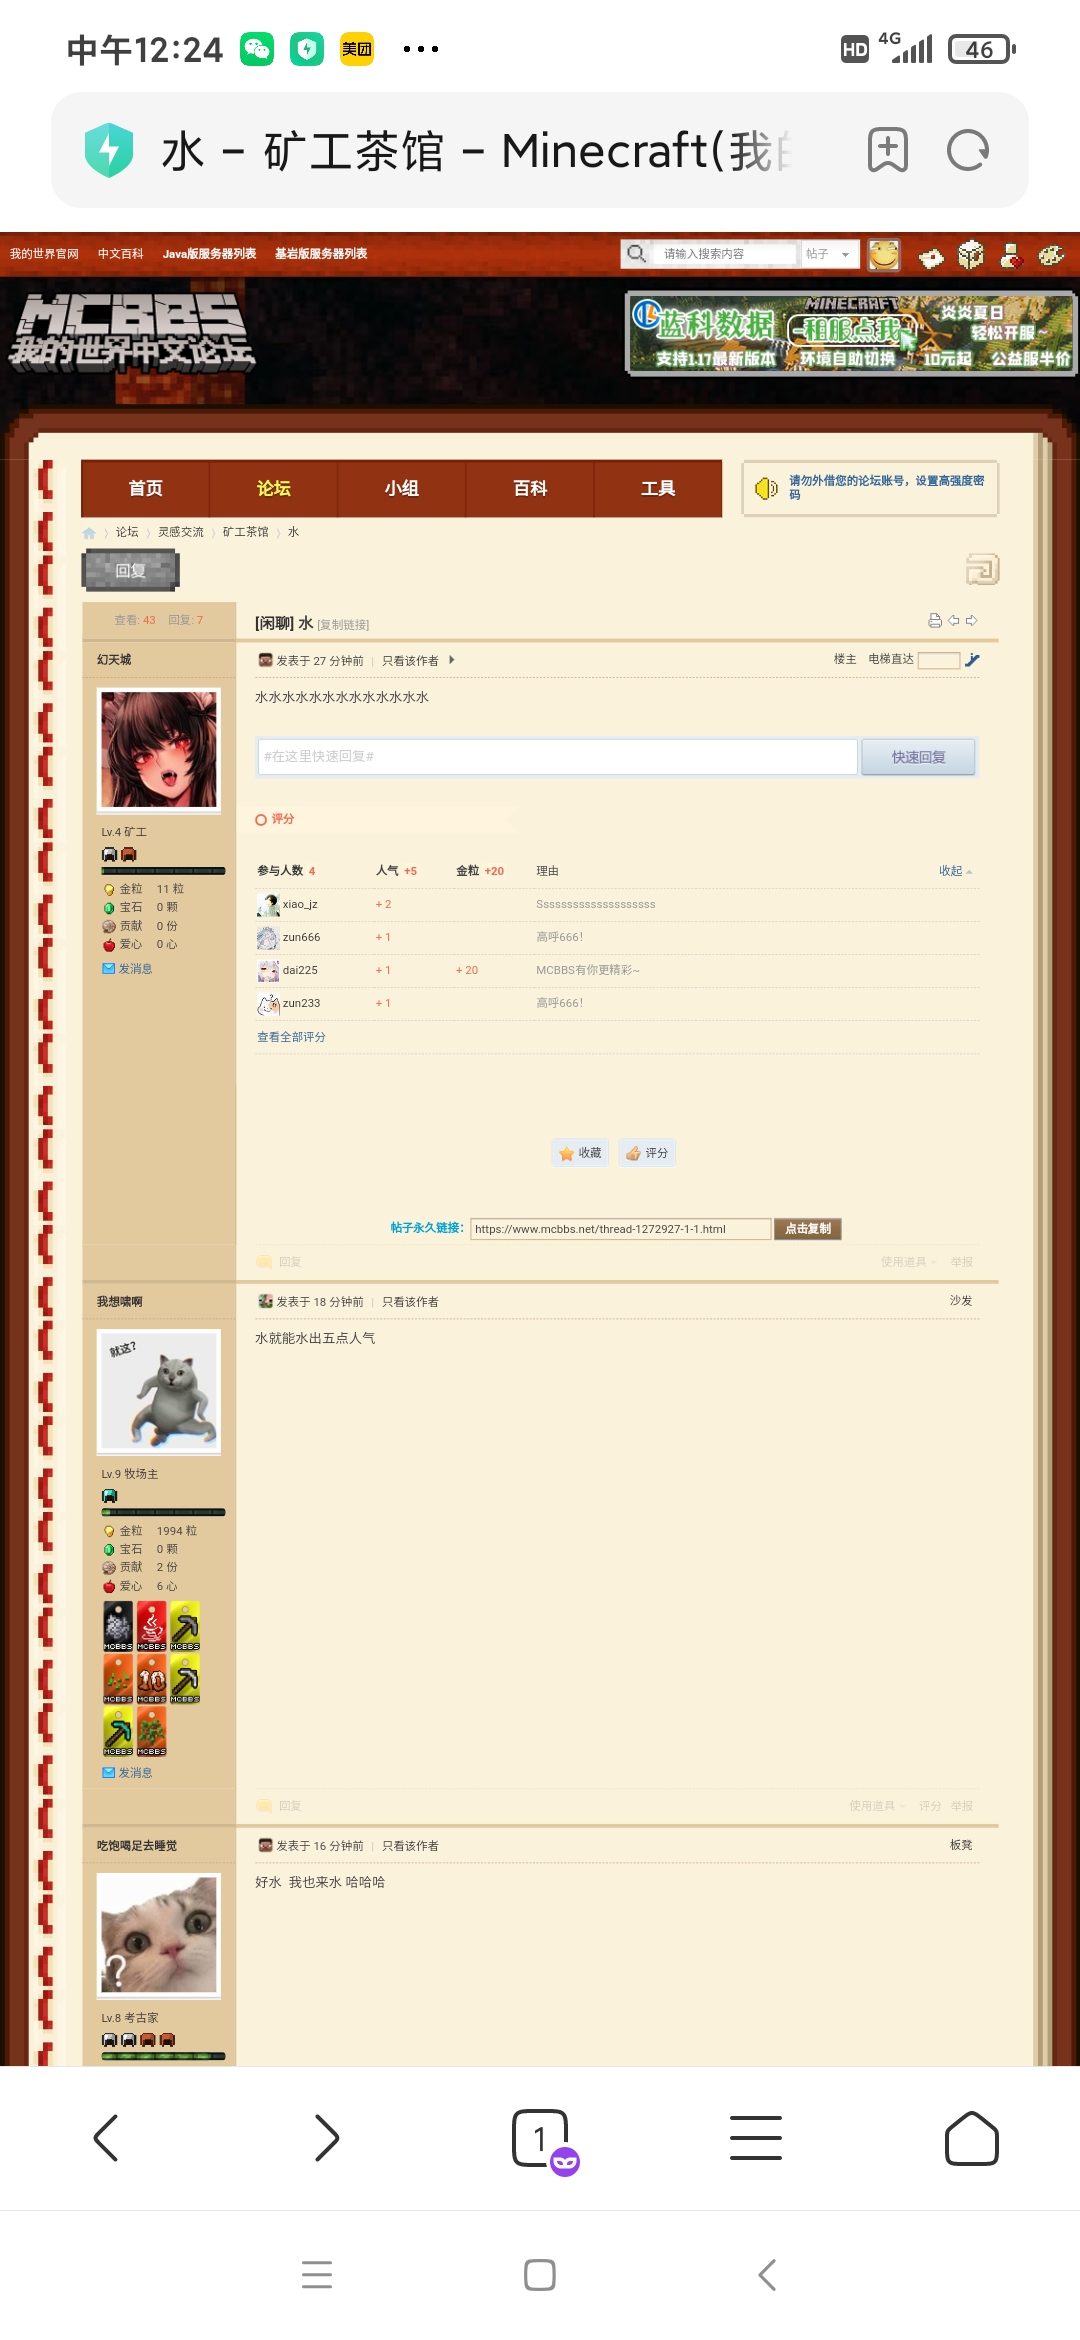 中午12:24 美团 ••• HD 4G 46
水 – 矿工茶馆 – Minecraft(我的
我的世界官网 中文百科 Java版服务器列表 基岩版服务器列表 请输入搜索内容 帖子
MCBBS
我的世界中文论坛
MINECRAFT
蓝科数据 租服点我 炎炎夏日
轻松开服~
支持1.17最新版本 环境自助切换 10元起 公益服半价
首页 论坛 小组 百科 工具
请勿外借您的论坛账号，设置高强度密
码
论坛 › 灵感交流 › 矿工茶馆 › 水
回复
查看: 43 回复: 7
[闲聊] 水 [复制链接]
幻天城
发表于 27 分钟前 | 只看该作者
楼主 电梯直达
水水水水水水水水水水水水水
#在这里快速回复#
快速回复
评分
Lv.4 矿工
金粒 11 粒
宝石 0 颗
贡献 0 份
爱心 0 心
发消息
参与人数 4 人气 +5 金粒 +20 理由 收起
xiao_jz + 2 Sssssssssssssssssssss
zun666 + 1 高呼666!
dai225 + 1 + 20 MCBBS有你更精彩~
zun233 + 1 高呼666!
查看全部评分
收藏 评分
帖子永久链接: https://www.mcbbs.net/thread-1272927-1-1.html 点击复制
回复 使用道具 举报
我想啸啊
发表于 18 分钟前 | 只看该作者 沙发
水就能水出五点人气
就这?
Lv.9 牧场主
金粒 1994 粒
宝石 0 颗
贡献 2 份
爱心 6 心
MCBBS MCBBS MCBBS
10
MCBBS MCBBS MCBBS
MCBBS MCBBS
发消息
回复 使用道具 评分 举报
吃饱喝足去睡觉
发表于 16 分钟前 | 只看该作者 板凳
好水 我也来水 哈哈哈
?
Lv.8 考古家
1